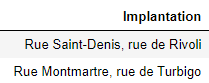 Implantation
Rue Saint-Denis, rue de Rivoli
Rue Montmartre, rue de Turbigo